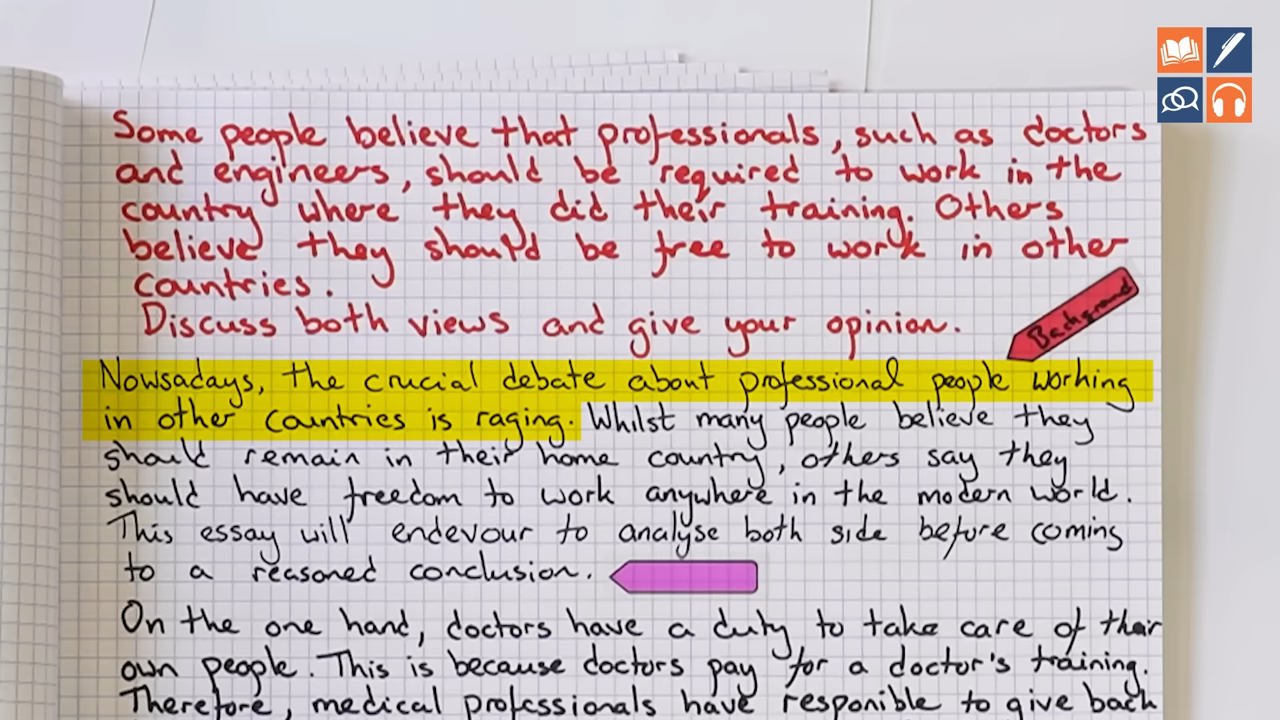 Some people believe that professionals, such as doctors
and engineers, should be required to work in the
country where they did their training. Others
believe they should be free to work in other
countries.
Discuss both views and give your opinion.
Background
Nowsadays, the crucial debate about professional people working
in other countries is raging. Whilst many people believe they
should remain in their home country, others say they
should have freedom to work anywhere in the modern world.
This essay will endevour to analyse both side before coming
to a reasoned conclusion.
On the one hand, doctors have a duty to take care of their
own people. This is because doctors pay for a doctor's training.
Therefore, medical professionals have responsible to give back